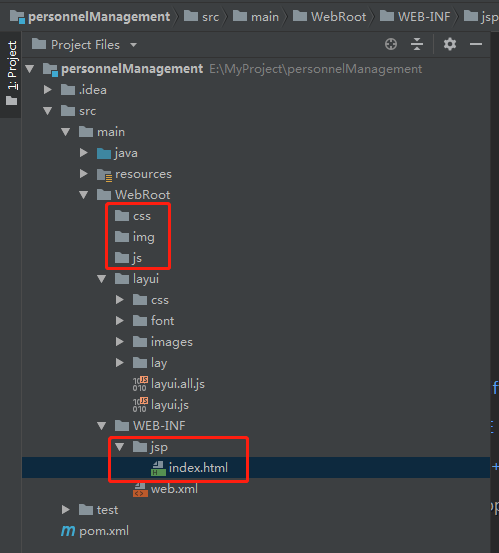 personnelManagement src main WebRoot WEB-INF jsp
1: Project
Project Files
personnelManagement E:\MyProject\personnelManagement
.idea
src
main
java
resources
WebRoot
css
img
js
layui
css
font
images
lay
layui.all.js
layui.js
WEB-INF
jsp
index.html
web.xml
test
pom.xml